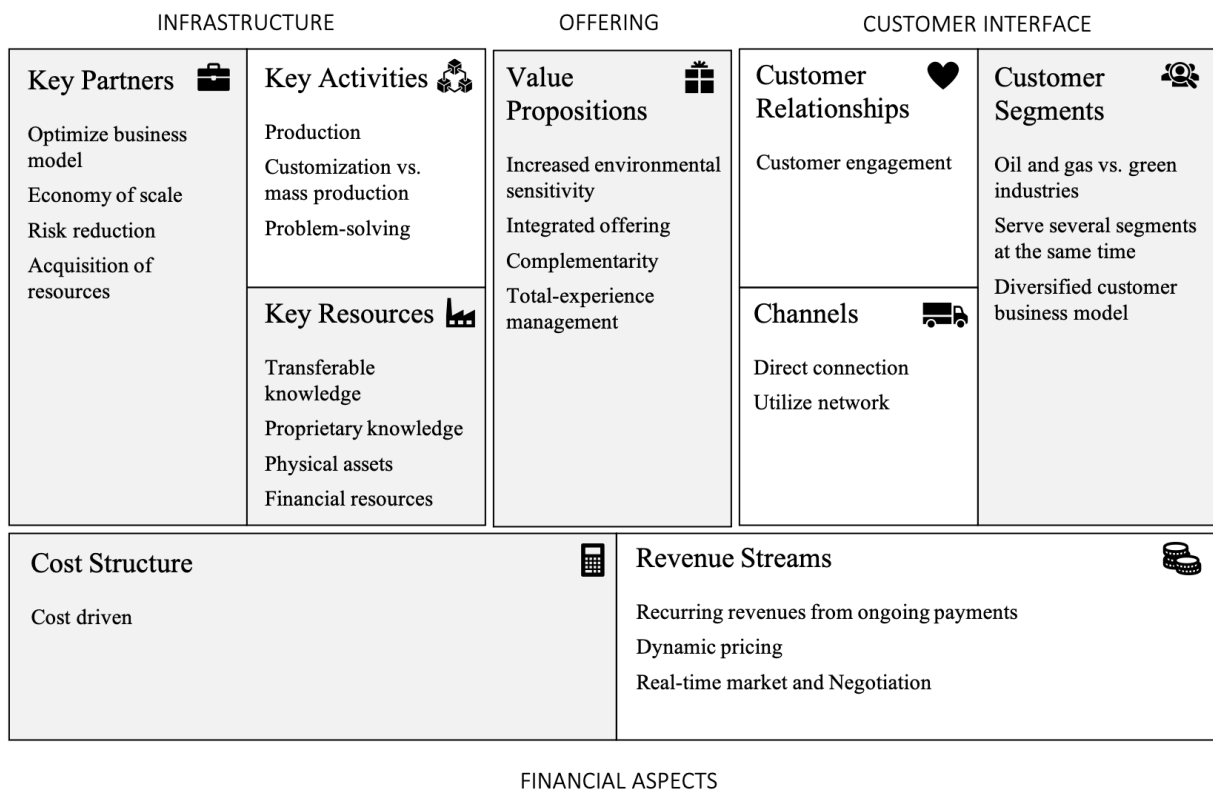 INFRASTRUCTURE
OFFERING
CUSTOMER INTERFACE
Key Partners
Optimize business
model
Economy of scale
Risk reduction
Acquisition of
resources
Key Activities
Production
Customization vs.
mass production
Problem-solving
Key Resources
Transferable
knowledge
Proprietary knowledge
Physical assets
Financial resources
Value
Propositions
Increased environmental
sensitivity
Integrated offering
Complementarity
Total-experience
management
Customer
Relationships
Customer engagement
Channels
Direct connection
Utilize network
Customer
Segments
Oil and gas vs. green
industries
Serve several segments
at the same time
Diversified customer
business model
Cost Structure
Cost driven
Revenue Streams
Recurring revenues from ongoing payments
Dynamic pricing
Real-time market and Negotiation
FINANCIAL ASPECTS